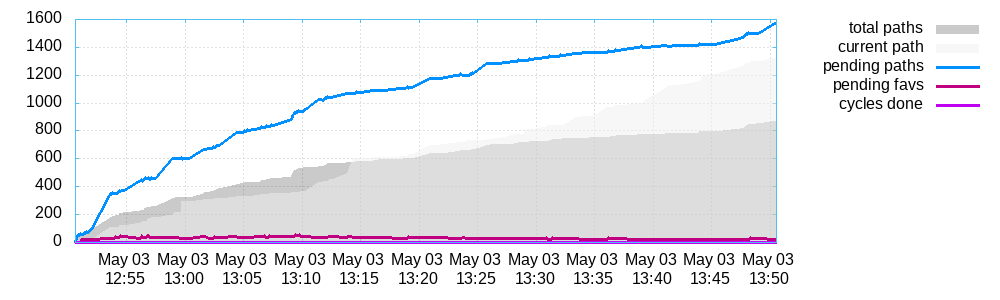 1600
1400
1200
1000
800
600
400
200
0
May 03 May 03 May 03 May 03 May 03 May 03 May 03 May 03 May 03 May 03 May 03 May 03
12:55 13:00 13:05 13:10 13:15 13:20 13:25 13:30 13:35 13:40 13:45 13:50
total paths
current path
pending paths
pending favs
cycles done